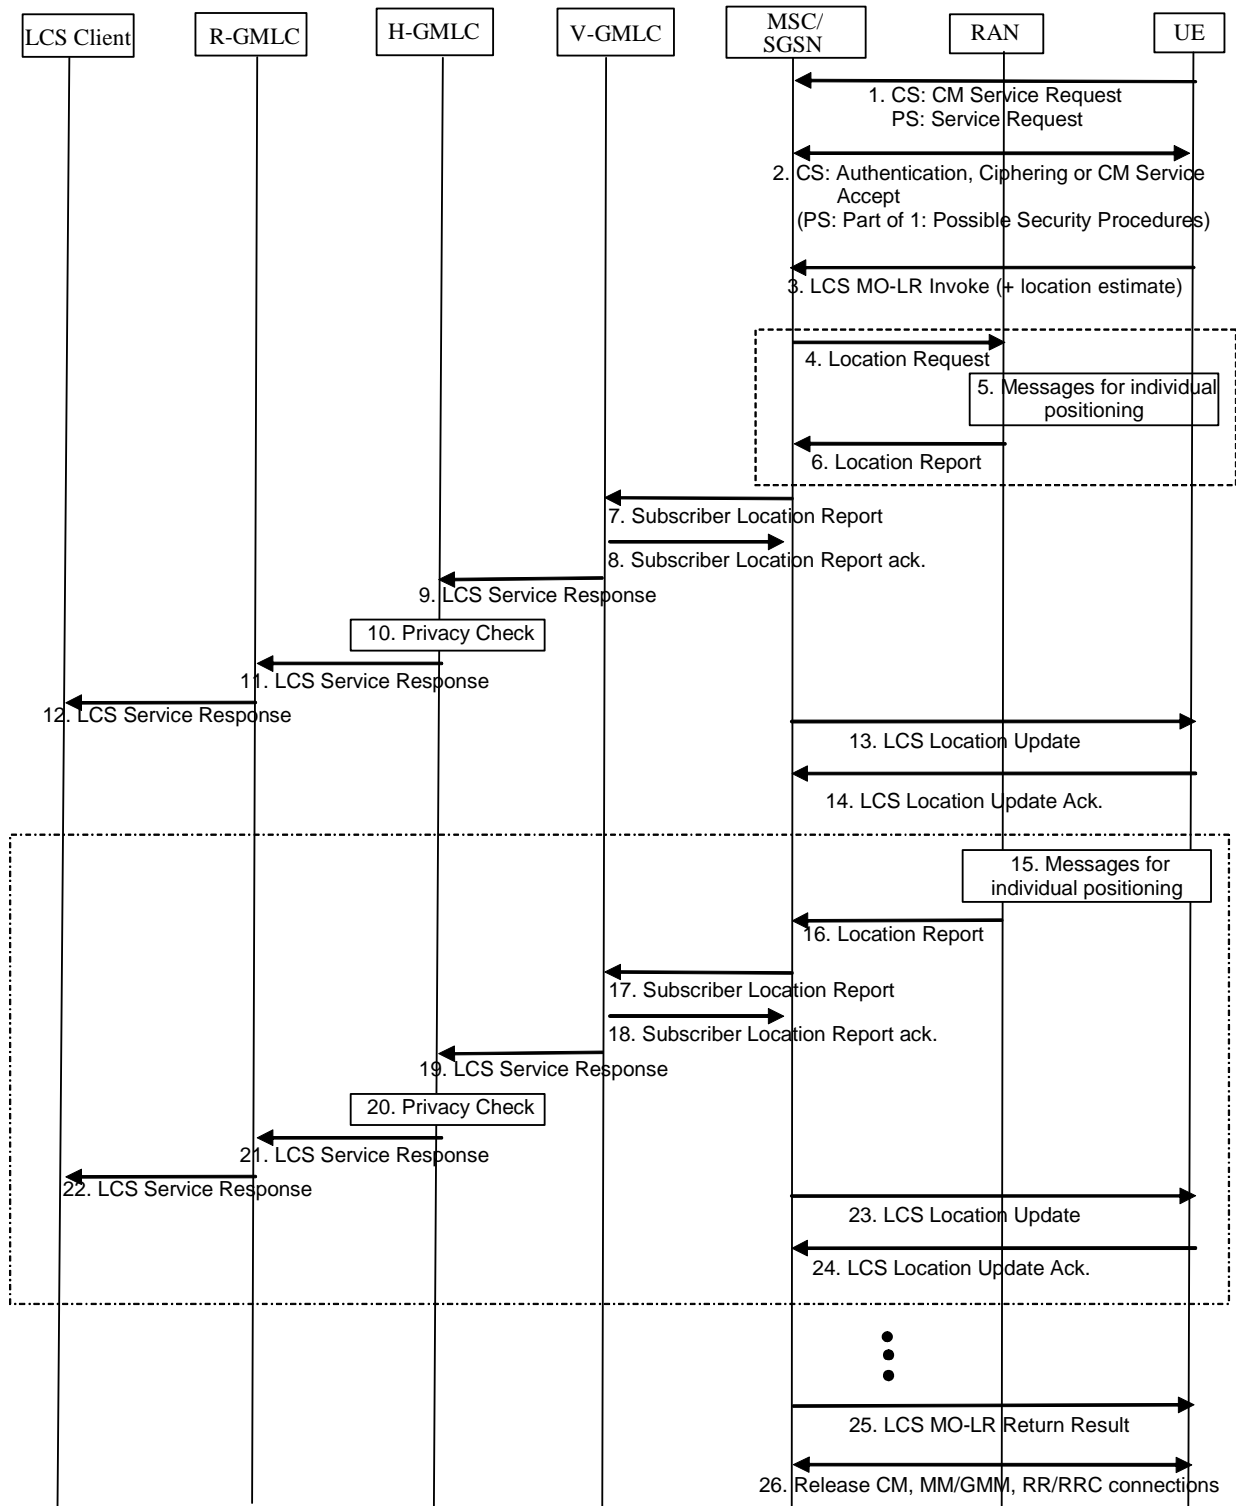 LCS Client
R-GMLC
H-GMLC
V-GMLC
MSC/
SGSN
RAN
UE
1. CS: CM Service Request
PS: Service Request
2. CS: Authentication, Ciphering or CM Service
Accept
(PS: Part of 1: Possible Security Procedures)
3. LCS MO-LR Invoke (+ location estimate)
4. Location Request
5. Messages for individual
positioning
6. Location Report
7. Subscriber Location Report
8. Subscriber Location Report ack.
9. LCS Service Response
10. Privacy Check
11. LCS Service Response
12. LCS Service Response
13. LCS Location Update
14. LCS Location Update Ack.
15. Messages for
individual positioning
16. Location Report
17. Subscriber Location Report
18. Subscriber Location Report ack.
19. LCS Service Response
20. Privacy Check
21. LCS Service Response
22. LCS Service Response
23. LCS Location Update
24. LCS Location Update Ack.
25. LCS MO-LR Return Result
26. Release CM, MM/GMM, RR/RRC connections